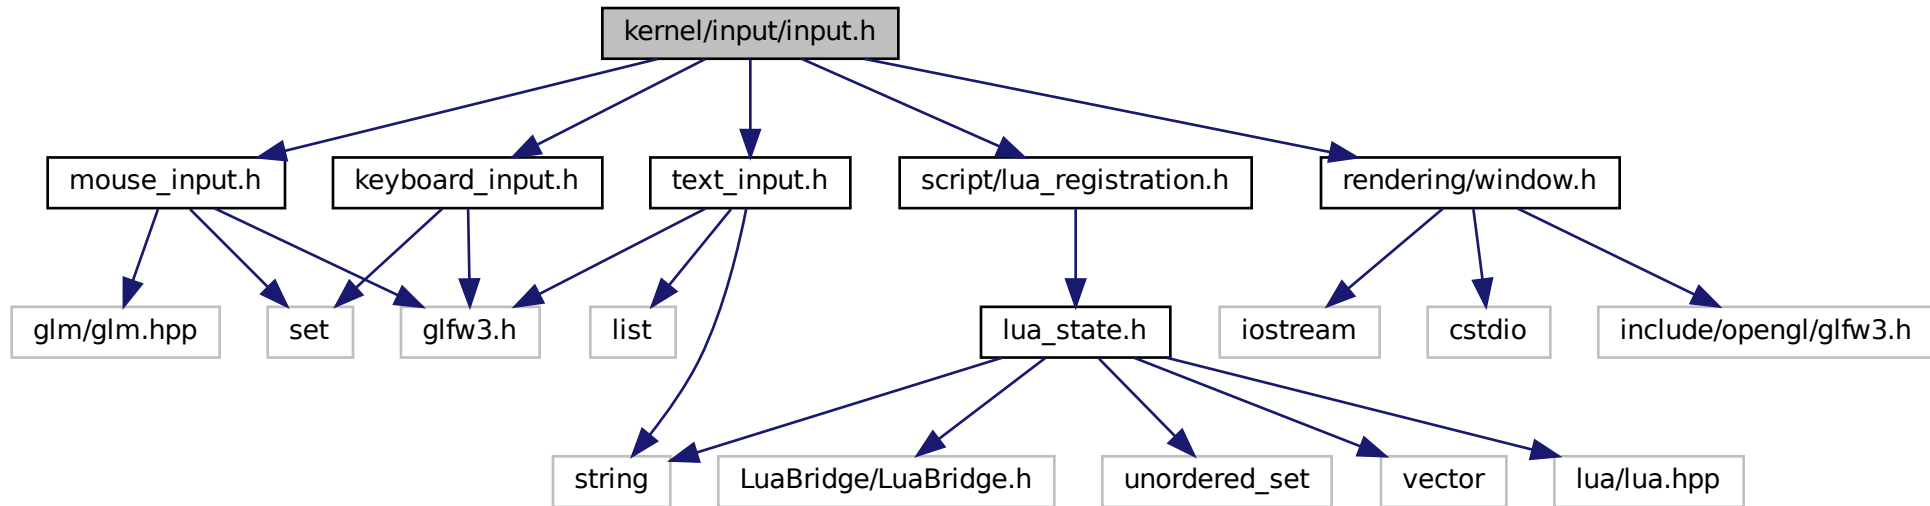 kernel/input/input.h
mouse_input.h
keyboard_input.h
text_input.h
script/lua_registration.h
rendering/window.h
glm/glm.hpp
set
glfw3.h
list
lua_state.h
iostream
cstdio
include/opengl/glfw3.h
string
LuaBridge/LuaBridge.h
unordered_set
vector
lua/lua.hpp